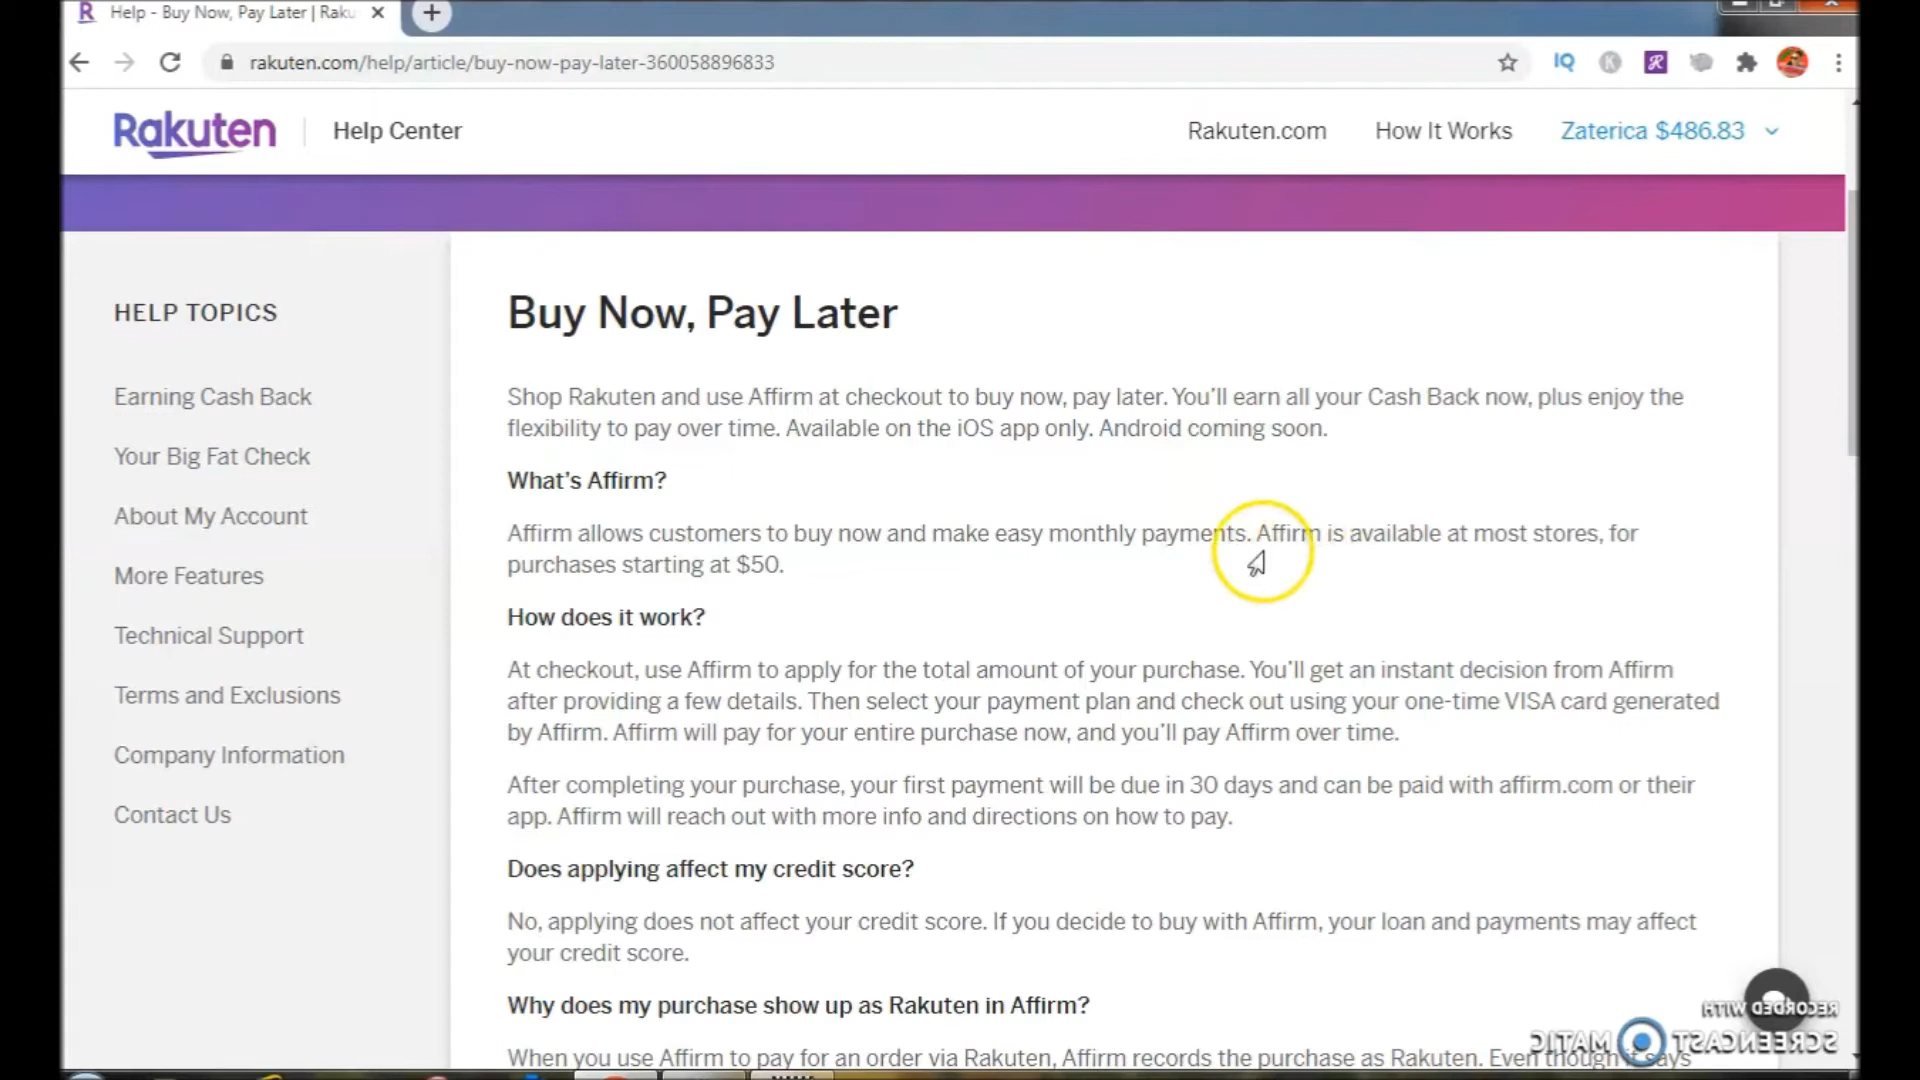 Help - Buy Now, Pay Later | Raku
rakuten.com/help/article/buy-now-pay-later-360058896833
IQ
K
R
Rakuten
Help Center
Rakuten.com
How It Works
Zaterica $486.83
HELP TOPICS
Earning Cash Back
Your Big Fat Check
About My Account
More Features
Technical Support
Terms and Exclusions
Company Information
Contact Us
Buy Now, Pay Later
Shop Rakuten and use Affirm at checkout to buy now, pay later. You'll earn all your Cash Back now, plus enjoy the
flexibility to pay over time. Available on the iOS app only. Android coming soon.
What's Affirm?
Affirm allows customers to buy now and make easy monthly payments. Affirm is available at most stores, for
purchases starting at $50.
How does it work?
At checkout, use Affirm to apply for the total amount of your purchase. You'll get an instant decision from Affirm
after providing a few details. Then select your payment plan and check out using your one-time VISA card generated
by Affirm. Affirm will pay for your entire purchase now, and you'll pay Affirm over time.
After completing your purchase, your first payment will be due in 30 days and can be paid with affirm.com or their
app. Affirm will reach out with more info and directions on how to pay.
Does applying affect my credit score?
No, applying does not affect your credit score. If you decide to buy with Affirm, your loan and payments may affect
your credit score.
Why does my purchase show up as Rakuten in Affirm?
When you use Affirm to pay for an order via Rakuten, Affirm records the purchase as Rakuten. Even though it says
RECORDED WITH
SCREENCAST MATIC